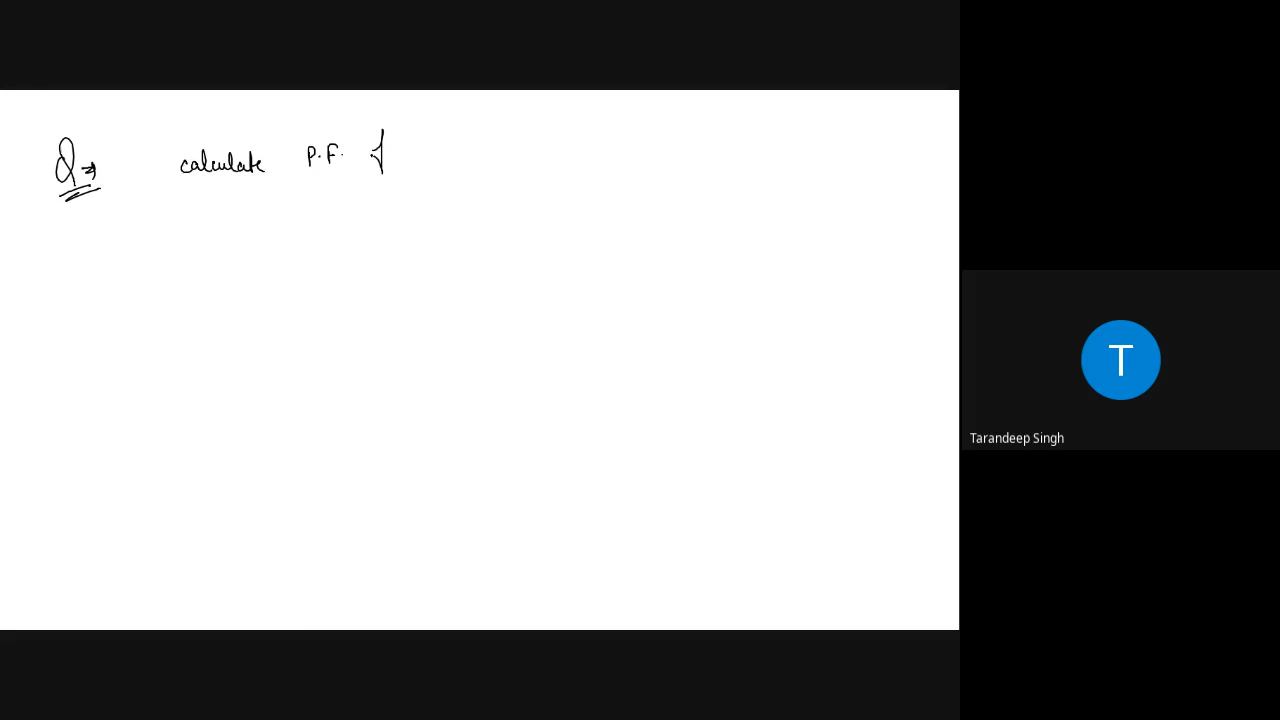 Q→ calculate P.F.
T
Tarandeep Singh